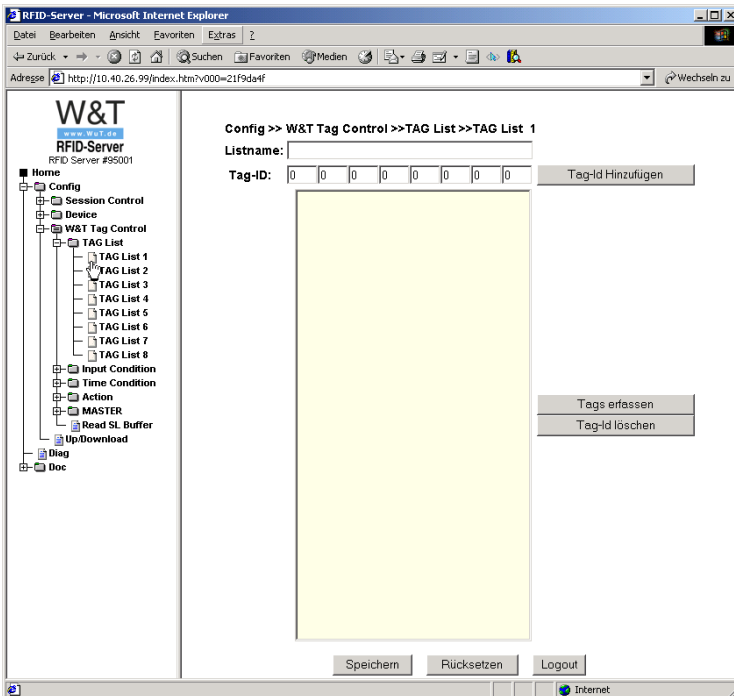 RFID-Server - Microsoft Internet Explorer
Datei Bearbeiten Ansicht Favoriten Extras ?
Zurück Suchen Favoriten Medien
Adresse http://10.40.26.99/index.htm?v000=21f9da4f Wechseln zu
W&T
www.WuT.de
RFID-Server
RFID Server #95001
Home
Config
Session Control
Device
W&T Tag Control
TAG List
TAG List 1
TAG List 2
TAG List 3
TAG List 4
TAG List 5
TAG List 6
TAG List 7
TAG List 8
Input Condition
Time Condition
Action
MASTER
Read SL Buffer
Up/Download
Diag
Doc
Config >> W&T Tag Control >>TAG List >>TAG List 1
Listname:
Tag-ID: 0 0 0 0 0 0 0 0 Tag-Id Hinzufügen
Tags erfassen
Tag-Id löschen
Speichern Rücksetzen Logout
Internet